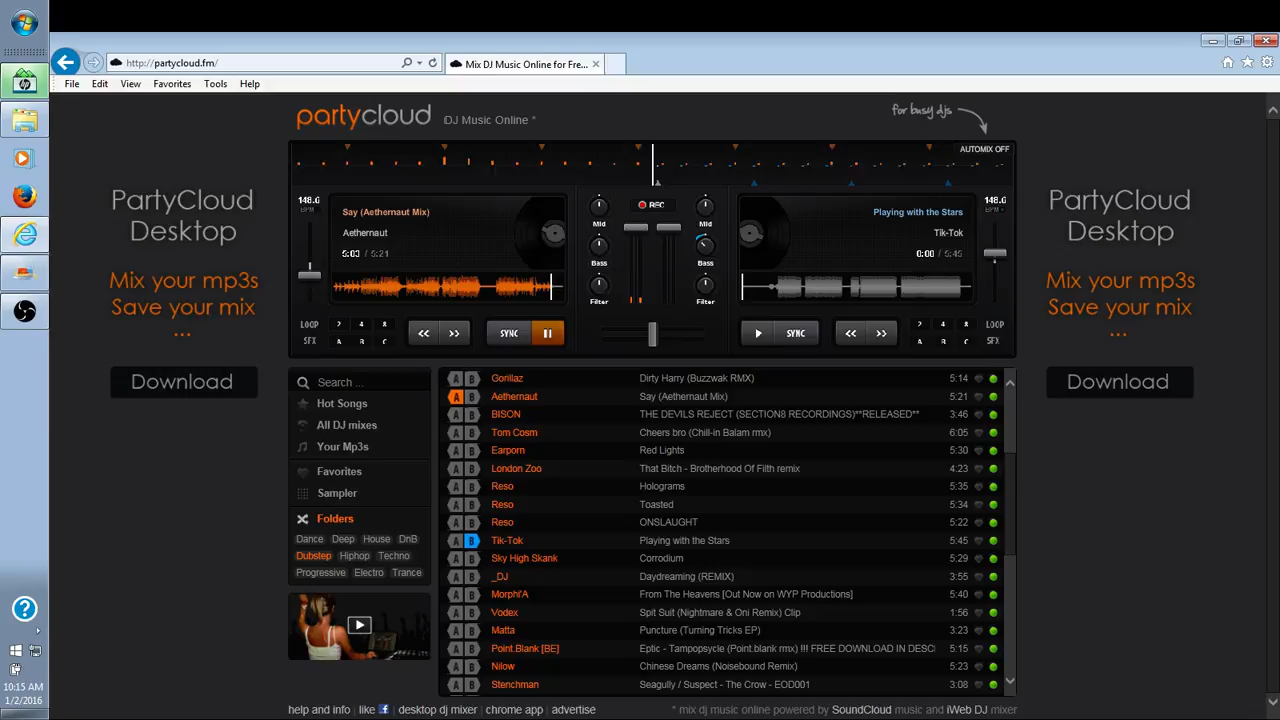 http://partycloud.fm/
Mix DJ Music Online for Fre...
File Edit View Favorites Tools Help
partycloud DJ Music Online *
for busy djs
AUTOMIX OFF
PartyCloud
Desktop
Mix your mp3s
Save your mix
...
Download
148.0
BPM
Say (Aethernaut Mix)
Aethernaut
5:03 / 5:21
Mid
Bass
Filter
REC
Mid
Bass
Filter
Playing with the Stars
Tik-Tok
0:00 / 5:45
148.0
BPM
LOOP 2 4 8
SFX A B C
<< >>
SYNC
SYNC
<< >>
2 4 8 LOOP
A B C SFX
PartyCloud
Desktop
Mix your mp3s
Save your mix
...
Download
Search ...
Hot Songs
All DJ mixes
Your Mp3s
Favorites
Sampler
Folders
Dance Deep House DnB
Dubstep Hiphop Techno
Progressive Electro Trance
A B Gorillaz Dirty Harry (Buzzwak RMX) 5:14
A B Aethernaut Say (Aethernaut Mix) 5:21
A B BISON THE DEVILS REJECT (SECTION8 RECORDINGS)**RELEASED** 3:46
A B Tom Cosm Cheers bro (Chill-in Balam rmx) 6:05
A B Earporn Red Lights 5:30
A B London Zoo That Bitch - Brotherhood Of Filth remix 4:23
A B Reso Holograms 5:35
A B Reso Toasted 5:34
A B Reso ONSLAUGHT 5:22
A B Tik-Tok Playing with the Stars 5:45
A B Sky High Skank Corrodium 5:29
A B _DJ Daydreaming (REMIX) 3:55
A B Morphi'A From The Heavens [Out Now on WYP Productions] 5:40
A B Vodex Spit Suit (Nightmare & Oni Remix) Clip 1:56
A B Matta Puncture (Turning Tricks EP) 3:23
A B Point.Blank [BE] Eptic - Tampopsycle (Point.blank rmx) !!! FREE DOWNLOAD IN DESC 5:15
A B Nilow Chinese Dreams (Noisebound Remix) 5:23
A B Stenchman Seagully / Suspect - The Crow - EOD001 3:08
help and info | like | desktop dj mixer | chrome app | advertise
* mix dj music online powered by SoundCloud music and iWeb DJ mixer
10:15 AM
1/2/2016